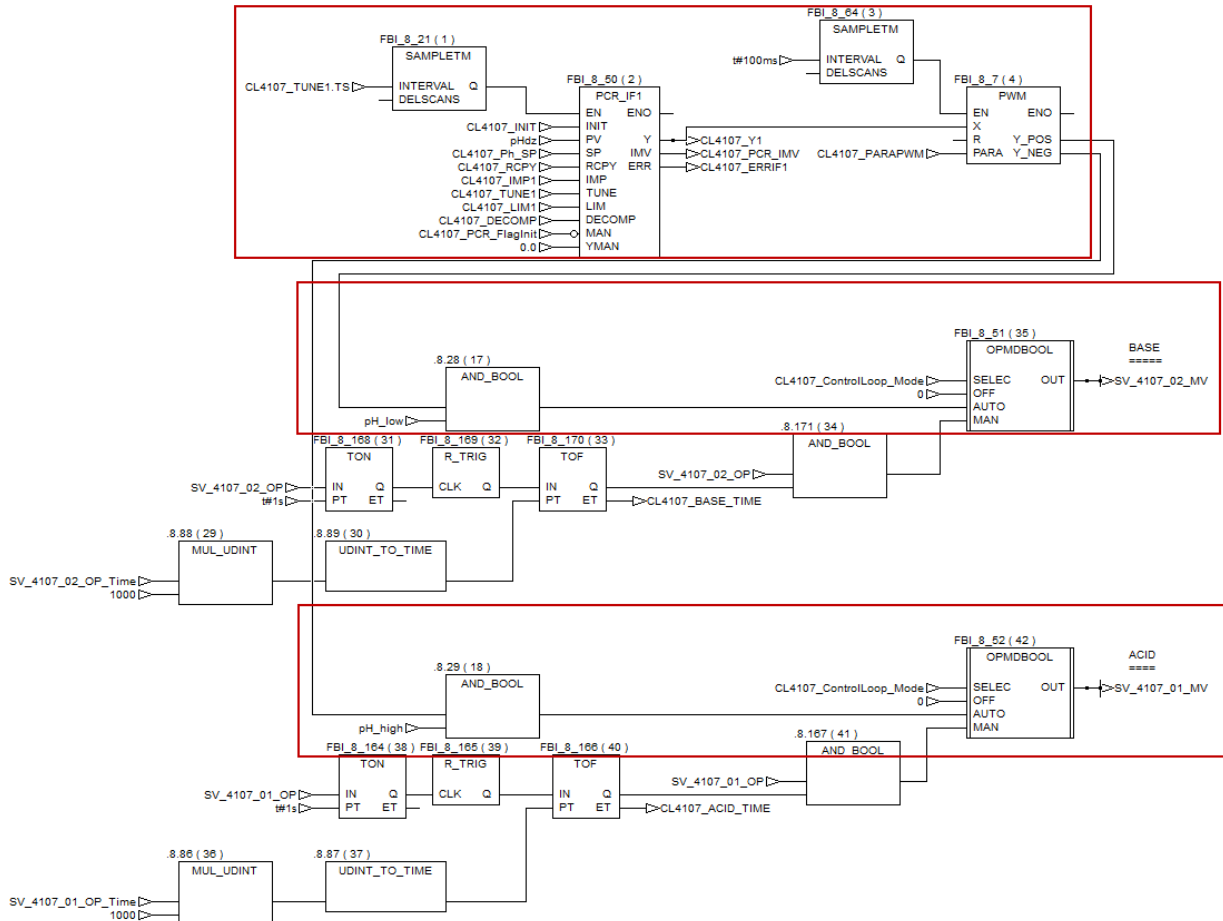 FBI_8_64 ( 3 )
SAMPLETM
t#100ms INTERVAL Q
DELSCANS
FBI_8_21 ( 1 )
SAMPLETM
CL4107_TUNE1.TS INTERVAL Q
DELSCANS
FBI_8_50 ( 2 )
PCR_IF1
EN ENO
CL4107_INIT INIT
pHdz PV Y CL4107_Y1
CL4107_Ph_SP SP IMV CL4107_PCR_IMV
CL4107_RCPY RCPY ERR CL4107_ERRIF1
CL4107_IMP1 IMP
CL4107_TUNE1 TUNE
CL4107_LIM1 LIM
CL4107_DECOMP DECOMP
CL4107_PCR_FlagInit MAN
0.0 YMAN
FBI_8_7 ( 4 )
PWM
EN ENO
X
R Y_POS
CL4107_PARAPWM PARA Y_NEG
.8.28 ( 17 )
AND_BOOL
pH_low
FBI_8_51 ( 35 )
OPMDBOOL
BASE
=====
CL4107_ControlLoop_Mode SELEC OUT SV_4107_02_MV
0 OFF
AUTO
MAN
FBI_8_168 ( 31 )
TON
SV_4107_02_OP IN Q
t#1s PT ET
FBI_8_169 ( 32 )
R_TRIG
CLK Q
FBI_8_170 ( 33 )
TOF
IN Q
PT ET CL4107_BASE_TIME
.8.171 ( 34 )
AND_BOOL
SV_4107_02_OP
.8.88 ( 29 )
MUL_UDINT
SV_4107_02_OP_Time
1000
.8.89 ( 30 )
UDINT_TO_TIME
.8.29 ( 18 )
AND_BOOL
pH_high
FBI_8_52 ( 42 )
OPMDBOOL
ACID
====
CL4107_ControlLoop_Mode SELEC OUT SV_4107_01_MV
0 OFF
AUTO
MAN
FBI_8_164 ( 38 )
TON
SV_4107_01_OP IN Q
t#1s PT ET
FBI_8_165 ( 39 )
R_TRIG
CLK Q
FBI_8_166 ( 40 )
TOF
IN Q
PT ET CL4107_ACID_TIME
.8.167 ( 41 )
AND_BOOL
SV_4107_01_OP
.8.86 ( 36 )
MUL_UDINT
SV_4107_01_OP_Time
1000
.8.87 ( 37 )
UDINT_TO_TIME